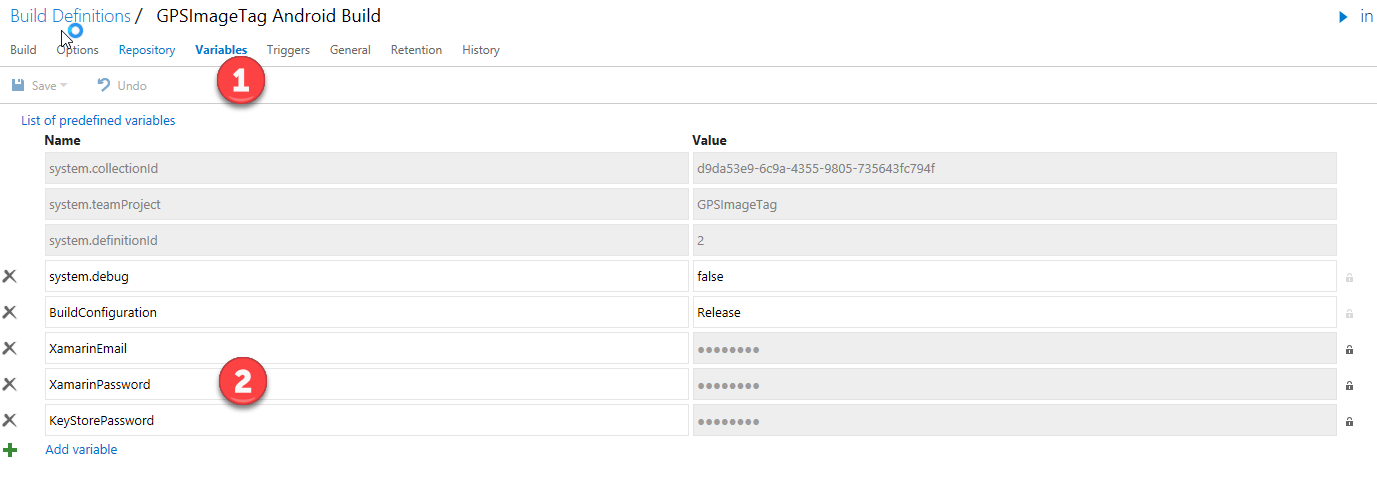 Build Definitions / GPSImageTag Android Build in
Build Options Repository Variables Triggers General Retention History
1
Save Undo
List of predefined variables
Name Value
system.collectionId d9da53e9-6c9a-4355-9805-735643fc794f
system.teamProject GPSImageTag
system.definitionId 2
system.debug false
BuildConfiguration Release
XamarinEmail ●●●●●●●●
XamarinPassword 2 ●●●●●●●●
KeyStorePassword ●●●●●●●●
Add variable